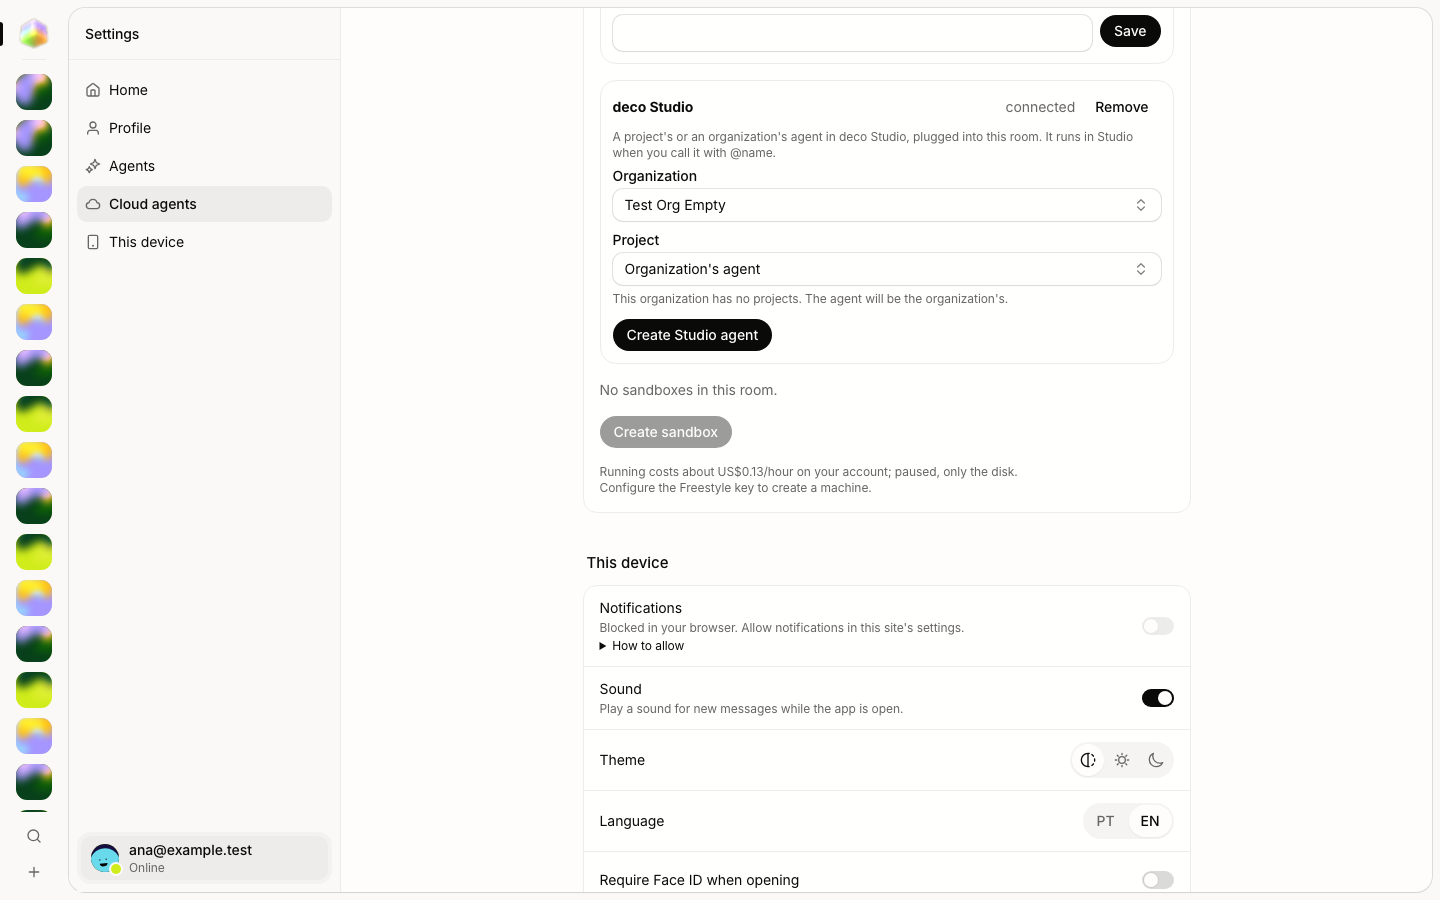 Settings
Home
Profile
Agents
Cloud agents
This device
ana@example.test
Online
Save
deco Studio
connected
Remove
A project's or an organization's agent in deco Studio, plugged into this room. It runs in Studio
when you call it with @name.
Organization
Test Org Empty
Project
Organization's agent
This organization has no projects. The agent will be the organization's.
Create Studio agent
No sandboxes in this room.
Create sandbox
Running costs about US$0.13/hour on your account; paused, only the disk.
Configure the Freestyle key to create a machine.
This device
Notifications
Blocked in your browser. Allow notifications in this site's settings.
How to allow
Sound
Play a sound for new messages while the app is open.
Theme
Language
PT
EN
Require Face ID when opening